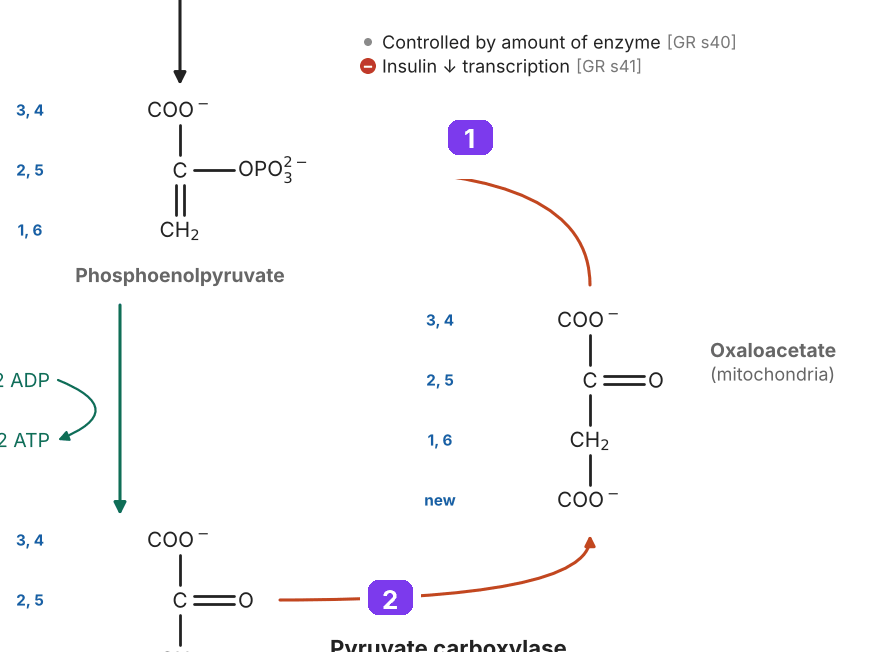 Controlled by amount of enzyme [GR s40]
Insulin ↓ transcription [GR s41]
3, 4 COO⁻
1
2, 5 C OPO₃²⁻
1, 6 CH₂
Phosphoenolpyruvate
3, 4 COO⁻
Oxaloacetate
(mitochondria)
2 ADP
2, 5 C O
2 ATP
1, 6 CH₂
new COO⁻
3, 4 COO⁻
2, 5 C O
2
Pyruvate carboxylase